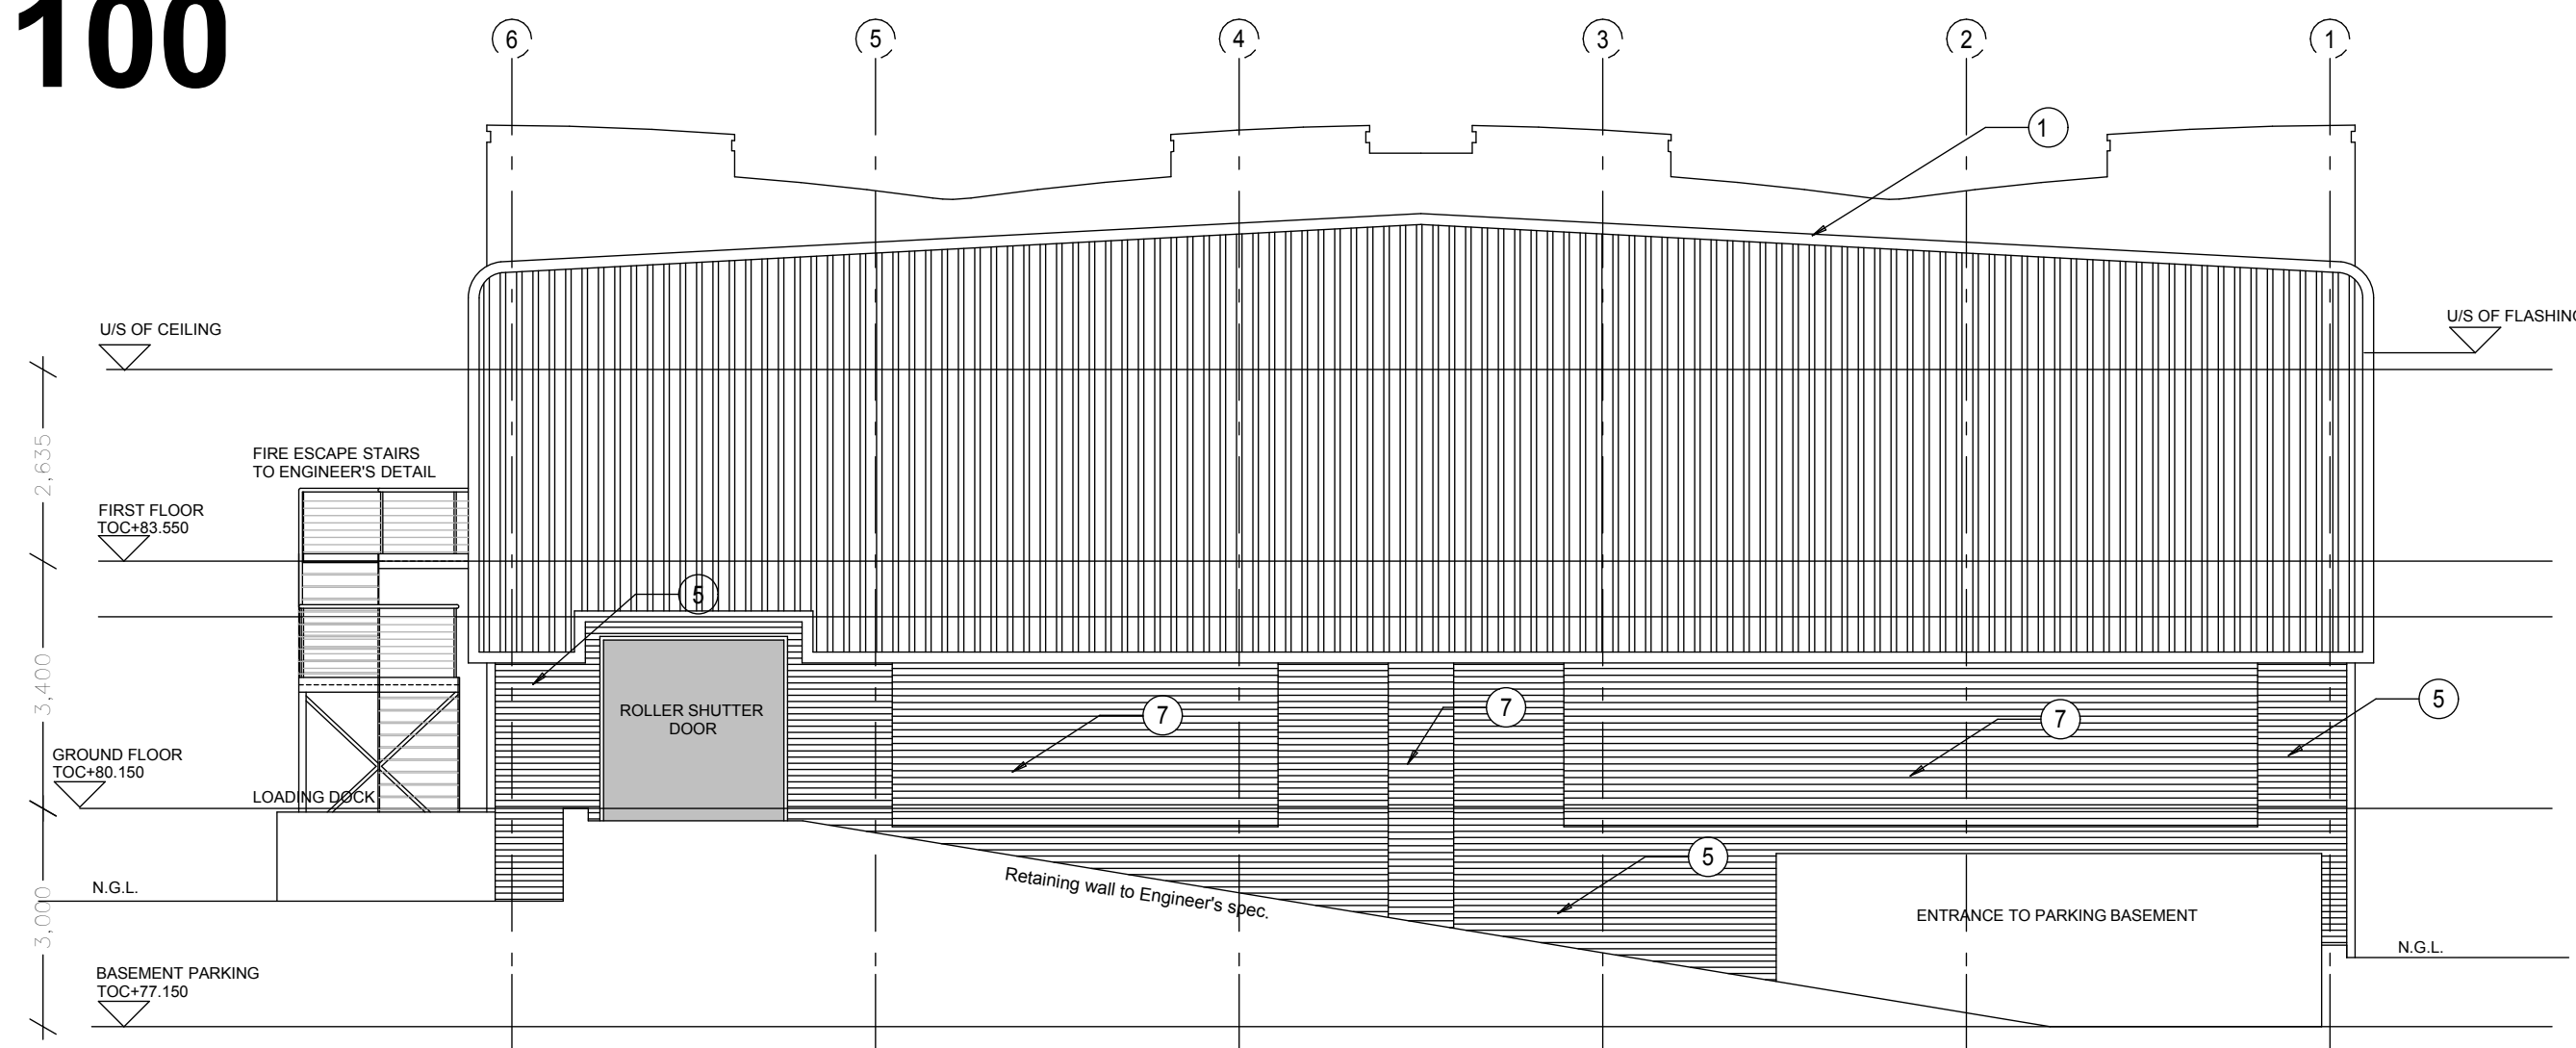 100
6
5
4
3
2
1
1
U/S OF CEILING
U/S OF FLASHING
2,635
FIRE ESCAPE STAIRS
TO ENGINEER'S DETAIL
FIRST FLOOR
TOC+83.550
5
3,400
ROLLER SHUTTER
DOOR
7
7
7
5
GROUND FLOOR
TOC+80.150
LOADING DOCK
5
Retaining wall to Engineer's spec.
N.G.L.
3,000
ENTRANCE TO PARKING BASEMENT
N.G.L.
BASEMENT PARKING
TOC+77.150